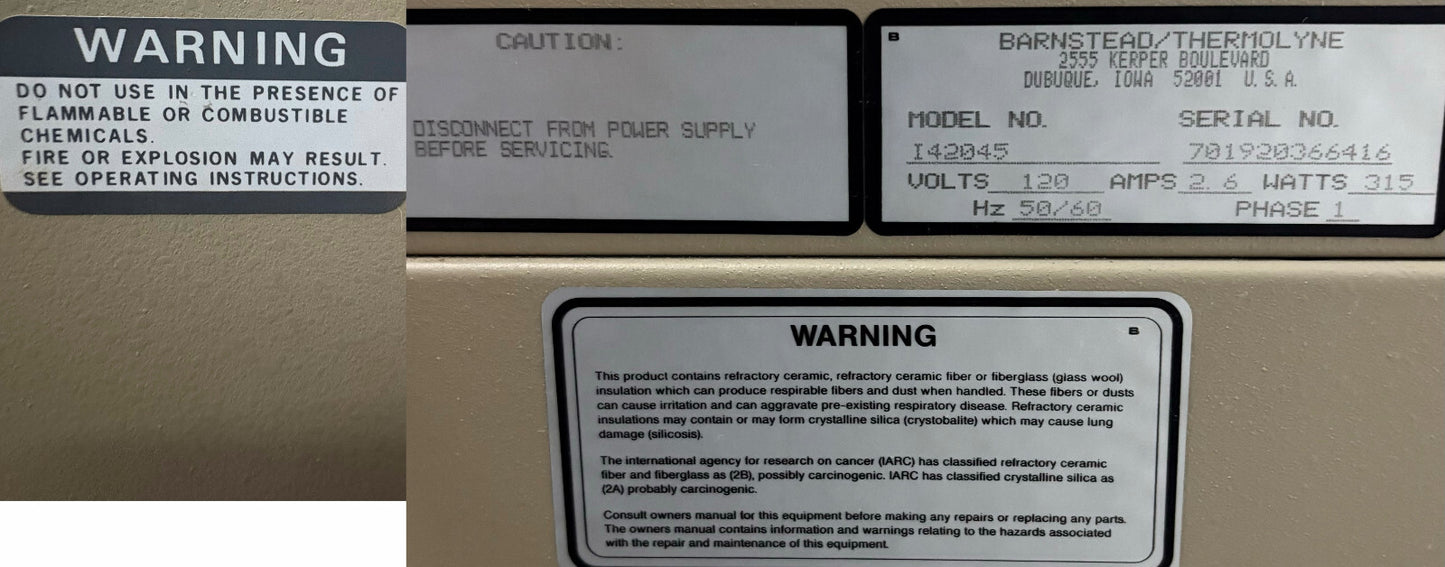 WARNING
DO NOT USE IN THE PRESENCE OF
FLAMMABLE OR COMBUSTIBLE
CHEMICALS.
FIRE OR EXPLOSION MAY RESULT.
SEE OPERATING INSTRUCTIONS.
CAUTION:
DISCONNECT FROM POWER SUPPLY
BEFORE SERVICING.
B
BARNSTEAD/THERMOLYNE
2555 KERPER BOULEVARD
DUBUQUE, IOWA 52001 U.S.A.
MODEL NO. SERIAL NO.
I42045 701920366416
VOLTS 120 AMPS 2.6 WATTS 315
Hz 50/60 PHASE 1
WARNING B
This product contains refractory ceramic, refractory ceramic fiber or fiberglass (glass wool)
insulation which can produce respirable fibers and dust when handled. These fibers or dusts
can cause irritation and can aggravate pre-existing respiratory disease. Refractory ceramic
insulations may contain or may form crystalline silica (crystobalite) which may cause lung
damage (silicosis).
The international agency for research on cancer (IARC) has classified refractory ceramic
fiber and fiberglass as (2B), possibly carcinogenic. IARC has classified crystalline silica as
(2A) probably carcinogenic.
Consult owners manual for this equipment before making any repairs or replacing any parts.
The owners manual contains information and warnings relating to the hazards associated
with the repair and maintenance of this equipment.